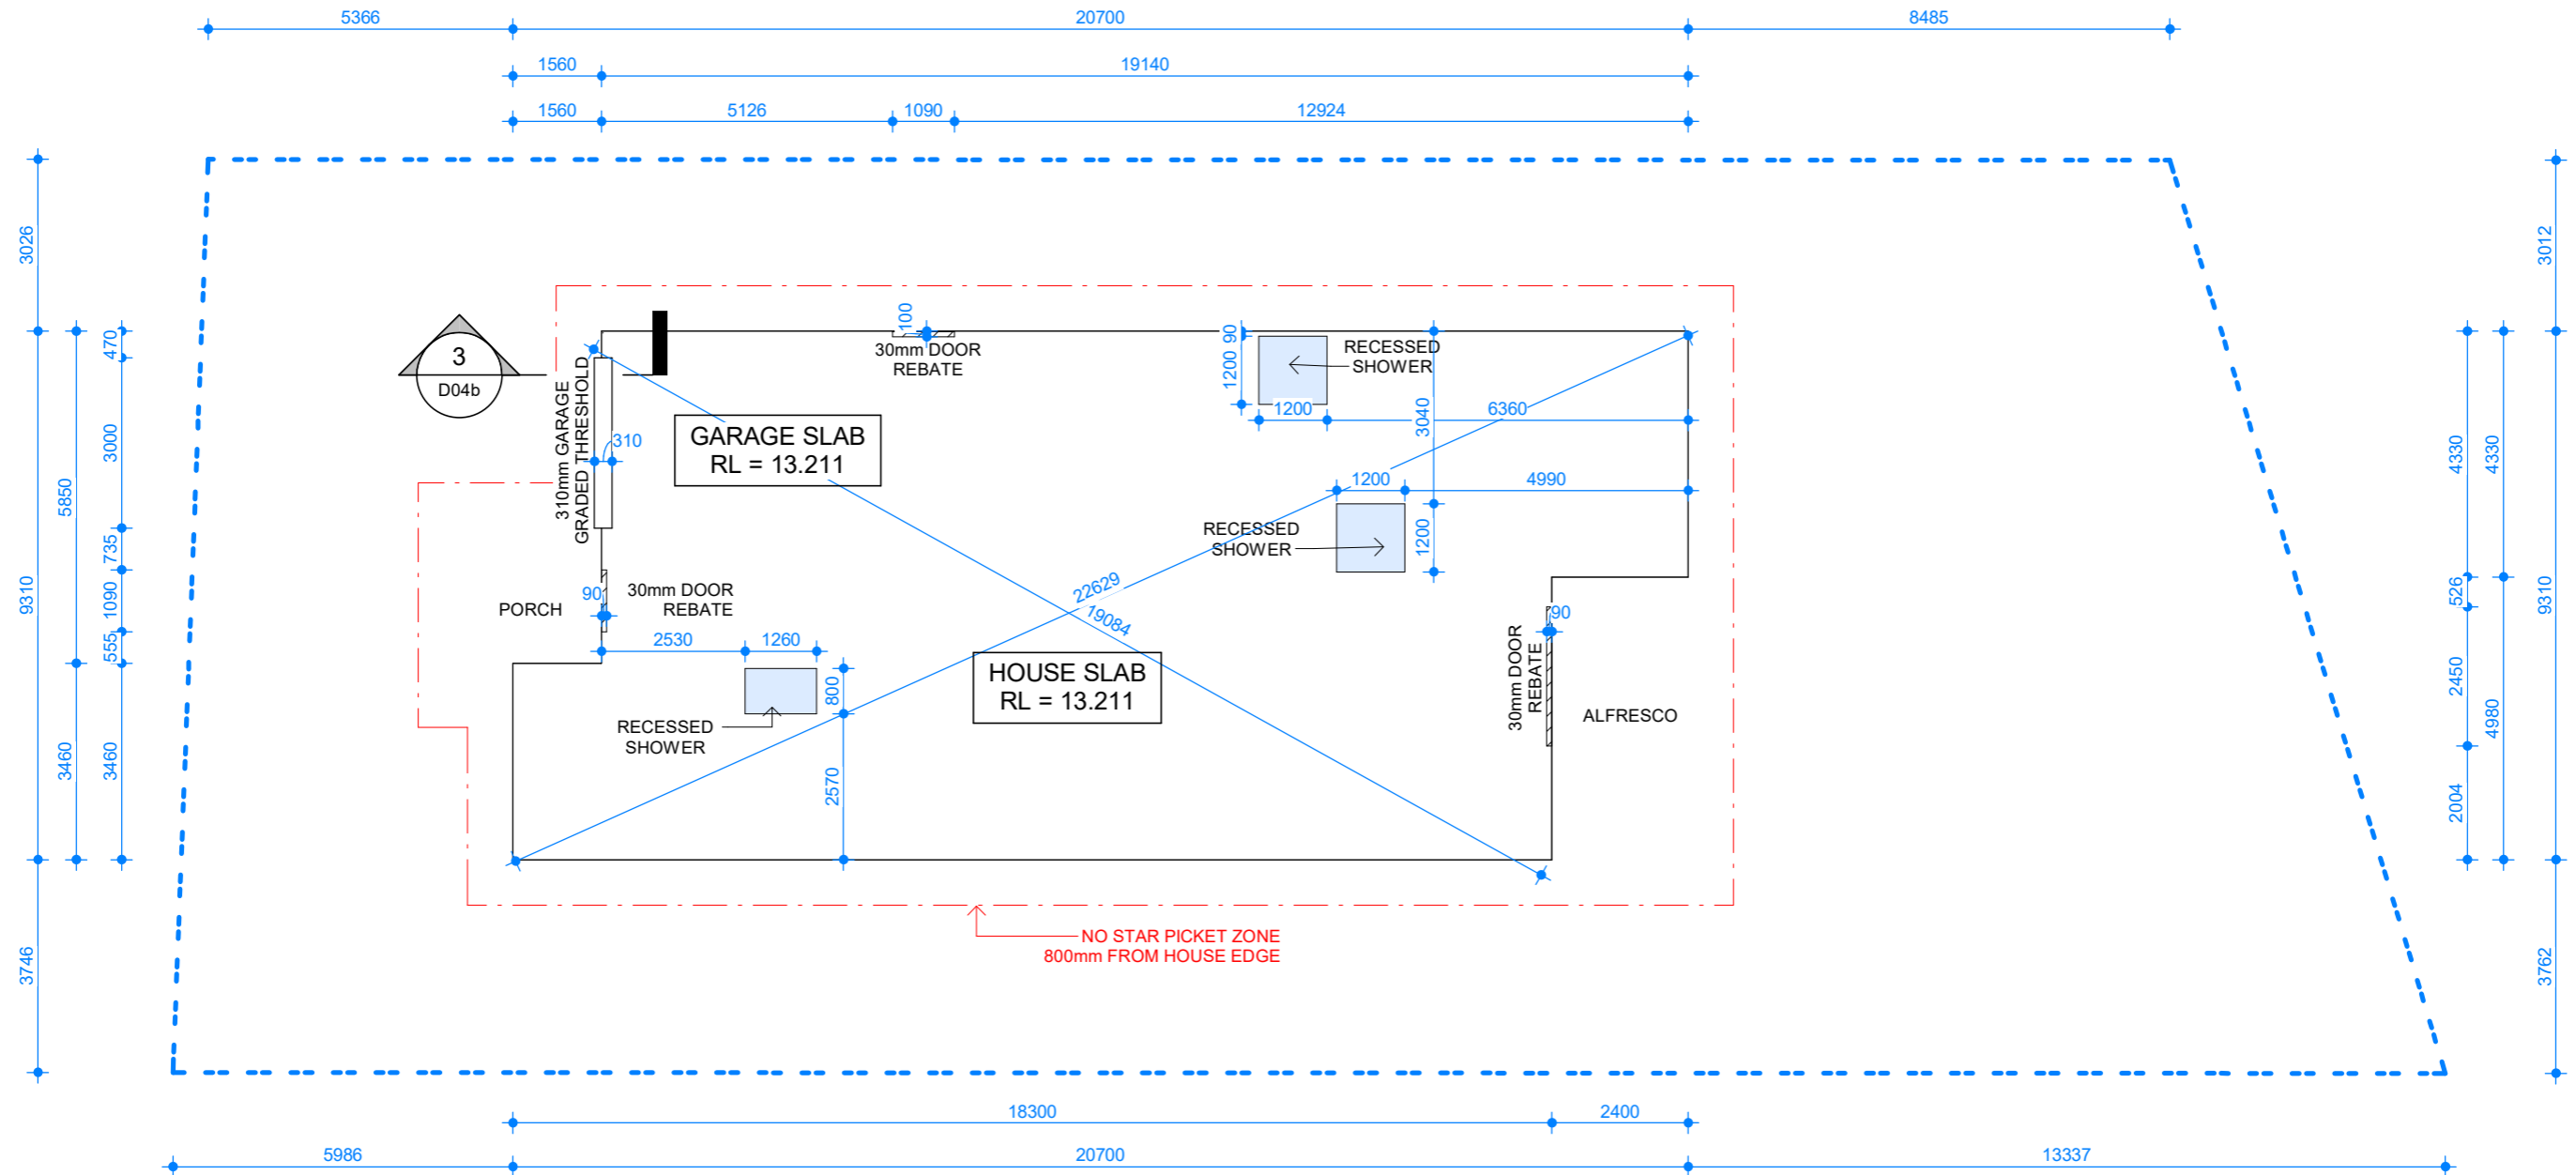 5366
20700
8485
1560
19140
1560
5126
1090
12924
3026
9310
3746
5850
3460
470
3000
735
1090
555
3460
3
D04b
310mm GARAGE
GRADED THRESHOLD
310
GARAGE SLAB
RL = 13.211
100
30mm DOOR
REBATE
90
1200
1200
RECESSED
SHOWER
6360
3040
1200
4990
1200
RECESSED
SHOWER
PORCH
90
30mm DOOR
REBATE
2530
1260
800
2570
RECESSED
SHOWER
22629
19084
HOUSE SLAB
RL = 13.211
90
30mm DOOR
REBATE
ALFRESCO
NO STAR PICKET ZONE
800mm FROM HOUSE EDGE
4330
526
2450
2004
4330
4980
3012
9310
3762
18300
2400
5986
20700
13337